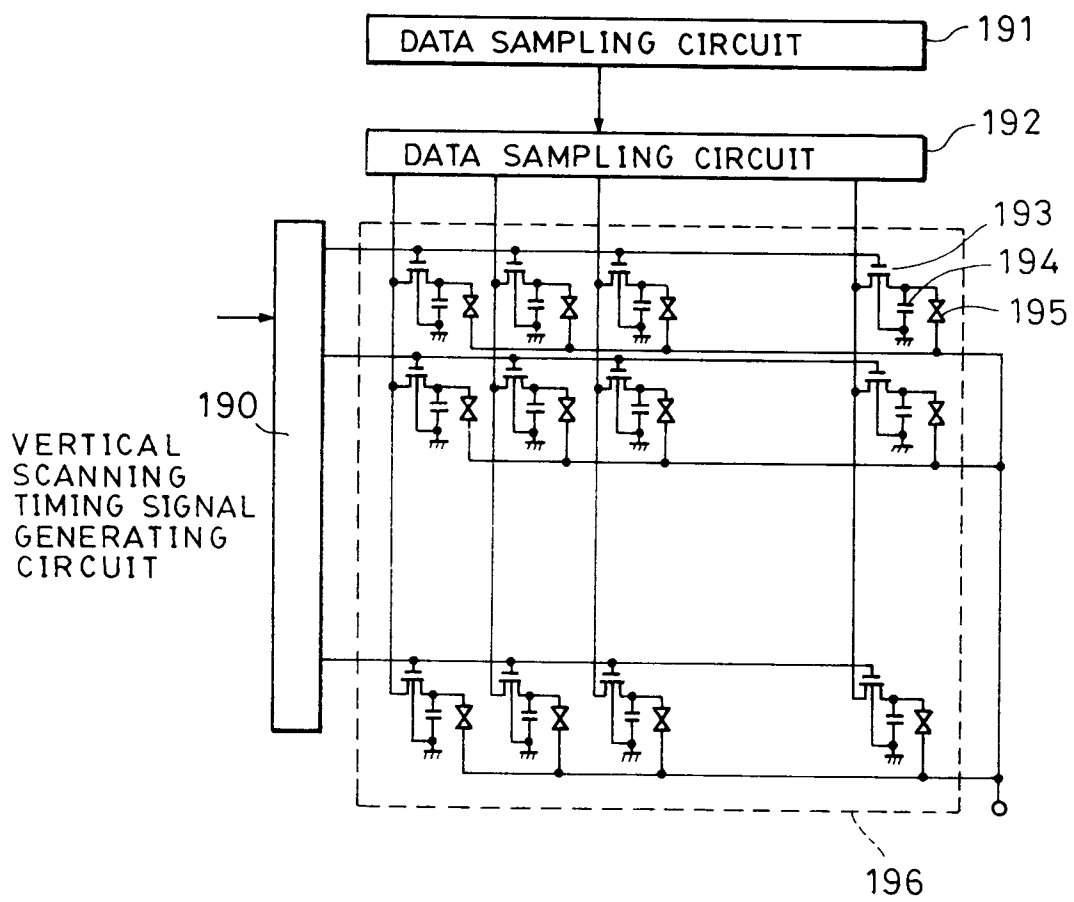 DATA SAMPLING CIRCUIT
191
DATA SAMPLING CIRCUIT
192
193
194
195
190
VERTICAL
SCANNING
TIMING SIGNAL
GENERATING
CIRCUIT
196